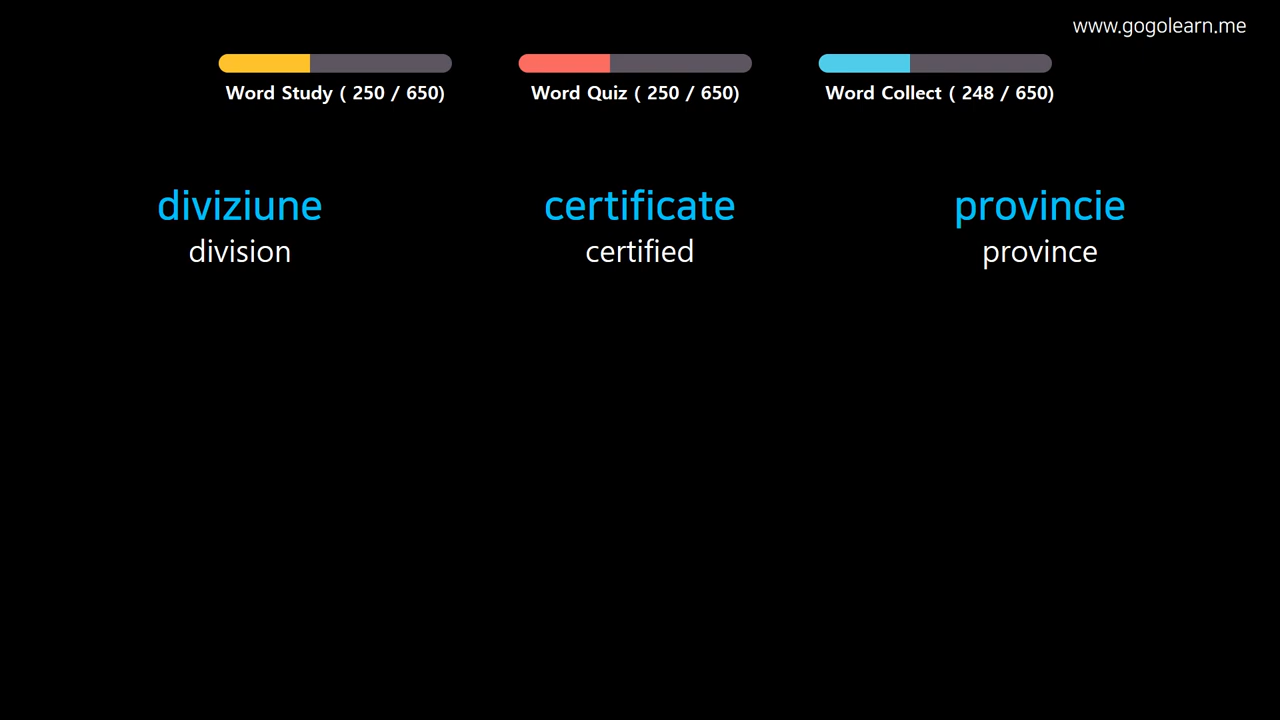 www.gogolearn.me
Word Study ( 250 / 650)
Word Quiz ( 250 / 650)
Word Collect ( 248 / 650)
diviziune
division
certificate
certified
provincie
province